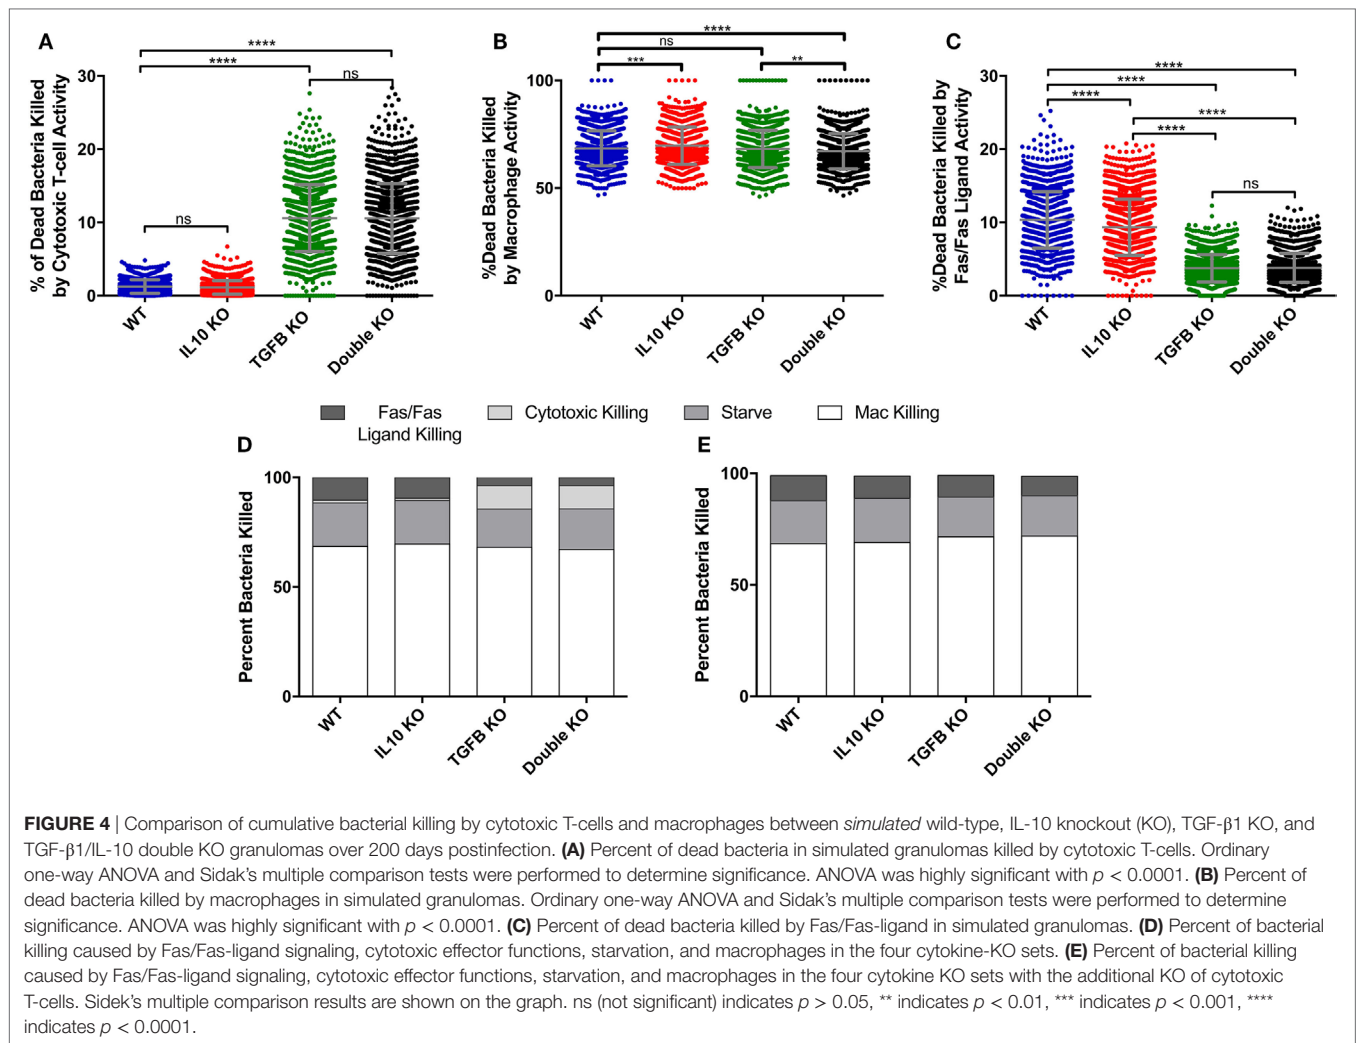 A
% of Dead Bacteria Killed
by Cytotoxic T-cell Activity
30
20
10
0
****
****
ns
ns
WT
IL10 KO
TGFB KO
Double KO
B
%Dead Bacteria Killed
by Macrophage Activity
100
50
0
****
ns
***
**
WT
IL10 KO
TGFB KO
Double KO
C
%Dead Bacteria Killed by
Fas/Fas Ligand Activity
30
20
10
0
****
****
****
****
****
ns
WT
IL10 KO
TGFB KO
Double KO
Fas/Fas
Ligand Killing
Cytotoxic Killing
Starve
Mac Killing
D
Percent Bacteria Killed
100
50
0
WT
IL10 KO
TGFB KO
Double KO
E
Percent Bacteria Killed
100
50
0
WT
IL10 KO
TGFB KO
Double KO
FIGURE 4 | Comparison of cumulative bacterial killing by cytotoxic T-cells and macrophages between simulated wild-type, IL-10 knockout (KO), TGF-β1 KO, and
TGF-β1/IL-10 double KO granulomas over 200 days postinfection. (A) Percent of dead bacteria in simulated granulomas killed by cytotoxic T-cells. Ordinary
one-way ANOVA and Sidak's multiple comparison tests were performed to determine significance. ANOVA was highly significant with p < 0.0001. (B) Percent of
dead bacteria killed by macrophages in simulated granulomas. Ordinary one-way ANOVA and Sidak's multiple comparison tests were performed to determine
significance. ANOVA was highly significant with p < 0.0001. (C) Percent of dead bacteria killed by Fas/Fas-ligand in simulated granulomas. (D) Percent of bacterial
killing caused by Fas/Fas-ligand signaling, cytotoxic effector functions, starvation, and macrophages in the four cytokine-KO sets. (E) Percent of bacterial killing
caused by Fas/Fas-ligand signaling, cytotoxic effector functions, starvation, and macrophages in the four cytokine KO sets with the additional KO of cytotoxic
T-cells. Sidek's multiple comparison results are shown on the graph. ns (not significant) indicates p > 0.05, ** indicates p < 0.01, *** indicates p < 0.001, ****
indicates p < 0.0001.